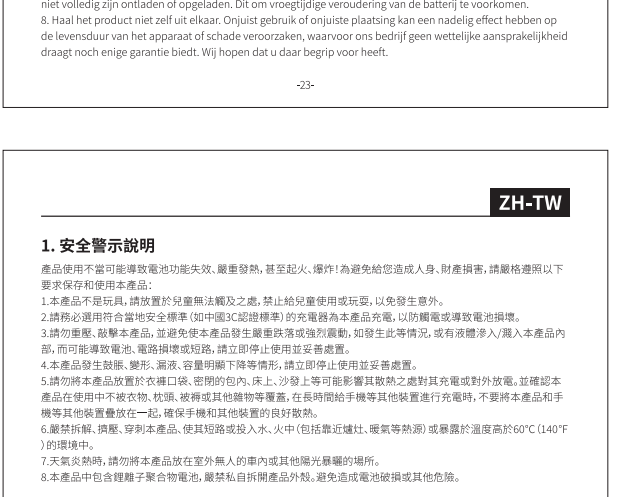 niet volledig zijn ontladen of opgeladen. Dit om vroegtijdige veroudering van de batterij te voorkomen.
8. Haal het product niet zelf uit elkaar. Onjuist gebruik of onjuiste plaatsing kan een nadelig effect hebben op
de levensduur van het apparaat of schade veroorzaken, waarvoor ons bedrijf geen wettelijke aansprakelijkheid
draagt noch enige garantie biedt. Wij hopen dat u daar begrip voor heeft.
-23-
ZH-TW
1. 安全警示說明
產品使用不當可能導致電池功能失效、嚴重發熱，甚至起火、爆炸！為避免給您造成人身、財產損害，請嚴格遵照以下
要求保存和使用本產品：
1.本產品不是玩具，請放置於兒童無法觸及之處，禁止給兒童使用或玩耍，以免發生意外。
2.請務必選用符合當地安全標準（如中國3C認證標準）的充電器為本產品充電，以防觸電或導致電池損壞。
3.請勿重壓、敲擊本產品，並避免使本產品發生嚴重跌落或強烈震動，如發生此等情況，或有液體滲入/濺入本產品內
部，而可能導致電池、電路損壞或短路，請立即停止使用並妥善處置。
4.本產品發生鼓脹、變形、漏液、容量明顯下降等情形，請立即停止使用並妥善處置。
5.請勿將本產品放置於衣褲口袋、密閉的包內、床上、沙發上等可能影響其散熱之處對其充電或對外放電。並確認本
產品在使用中不被衣物、枕頭、被褥或其他雜物等覆蓋，在長時間給手機等其他裝置進行充電時，不要將本產品和手
機等其他裝置疊放在一起，確保手機和其他裝置的良好散熱。
6.嚴禁拆解、擠壓、穿刺本產品、使其短路或投入水、火中（包括靠近爐灶、暖氣等熱源）或暴露於溫度高於60°C（140°F
）的環境中。
7.天氣炎熱時，請勿將本產品放在室外無人的車內或其他陽光暴曬的場所。
8.本產品中包含鋰離子聚合物電池，嚴禁私自拆開產品外殼。避免造成電池破損或其他危險。